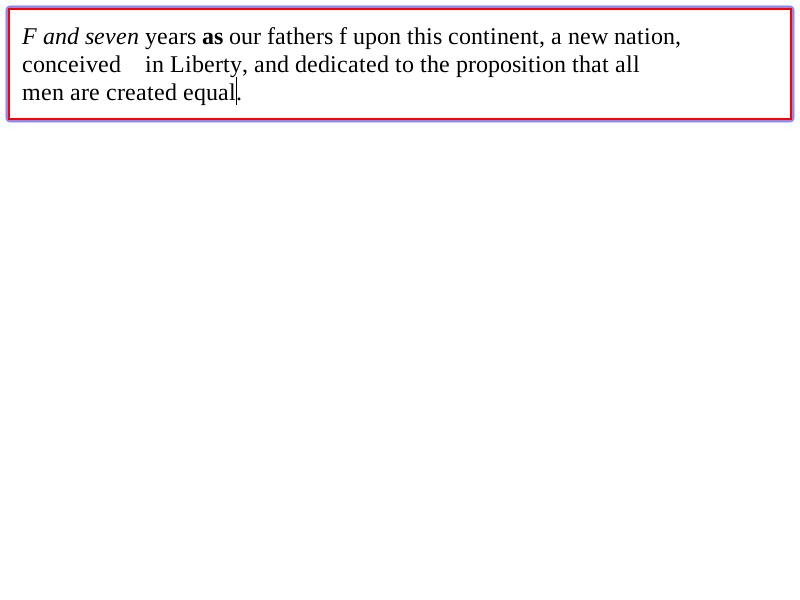 F and seven years as our fathers f upon this continent, a new nation,
conceived    in Liberty, and dedicated to the proposition that all
men are created equal.